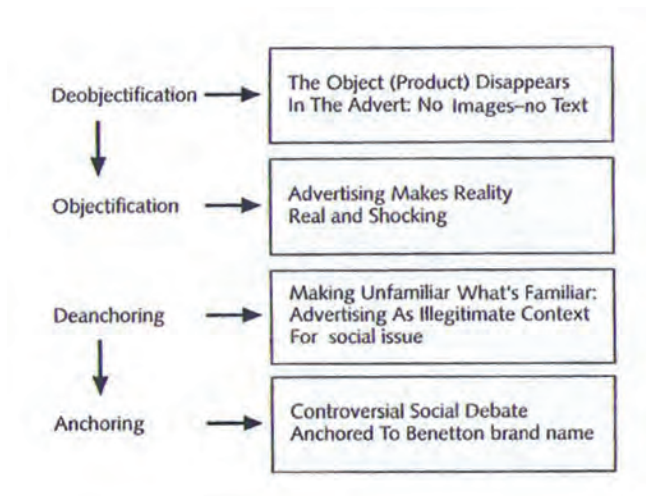 Deobjectification
The Object (Product) Disappears
In The Advert: No Images–no Text
Objectification
Advertising Makes Reality
Real and Shocking
Deanchoring
Making Unfamiliar What's Familiar:
Advertising As Illegitimate Context
For social issue
Anchoring
Controversial Social Debate
Anchored To Benetton brand name